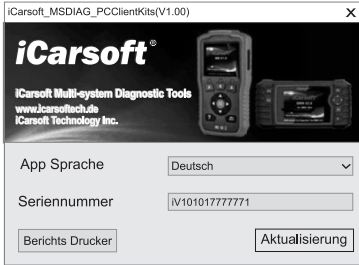 iCarsoft_MSDIAG_PCClientKits(V1.00) X
iCarsoft®
iCarsoft Multi-system Diagnostic Tools
www.icarsoftech.de
iCarsoft Technology Inc.
App Sprache Deutsch
Seriennummer iV101017777771
Berichts Drucker Aktualisierung